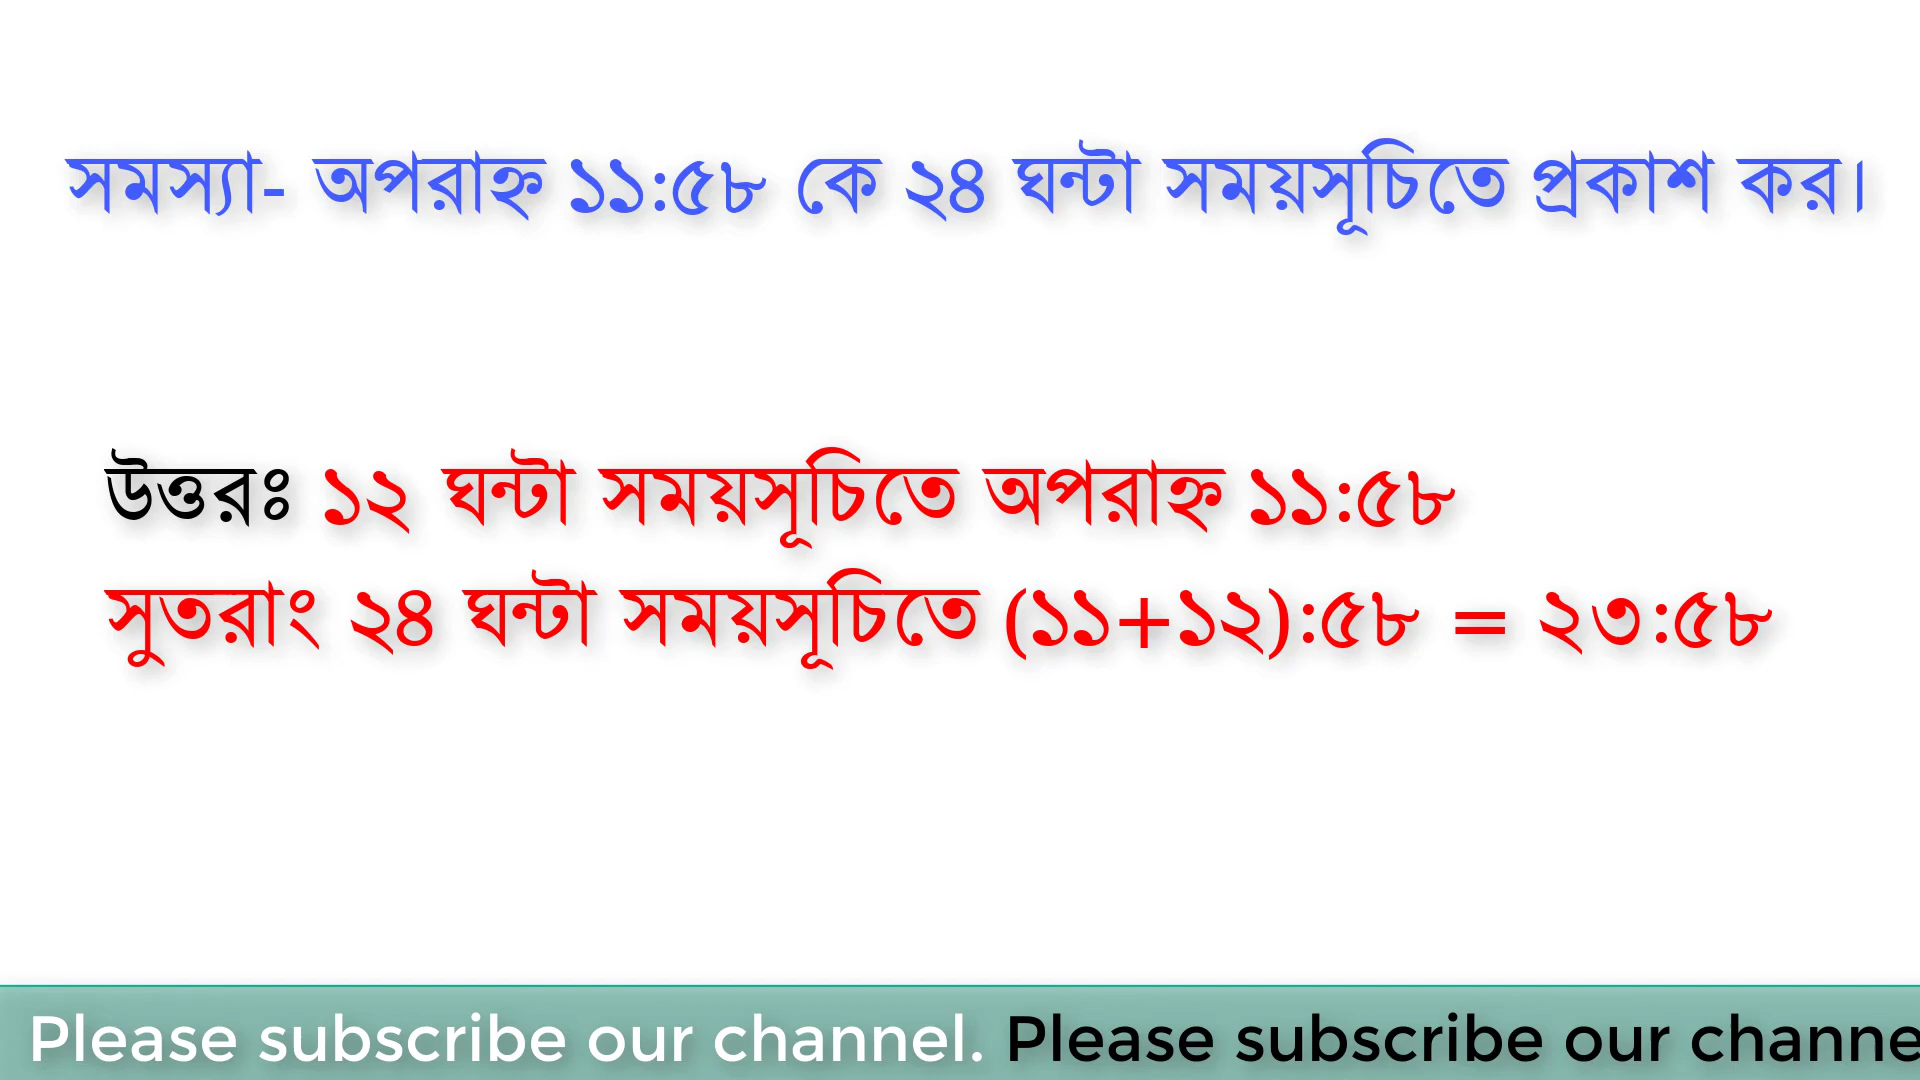 সমস্যা- অপরাহ্ন ১১:৫৮ কে ২৪ ঘন্টা সময়সূচিতে প্রকাশ কর।
উত্তরঃ ১২ ঘন্টা সময়সূচিতে অপরাহ্ন ১১:৫৮
সুতরাং ২৪ ঘন্টা সময়সূচিতে (১১+১২):৫৮ = ২৩:৫৮
Please subscribe our channel. Please subscribe our channe